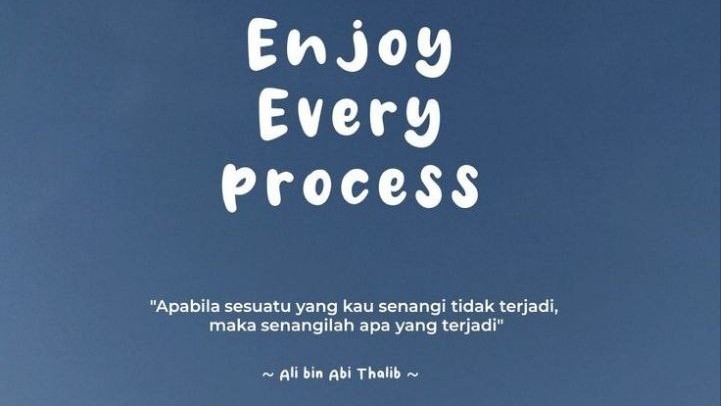 Enjoy
Every
process
"Apabila sesuatu yang kau senangi tidak terjadi,
maka senangilah apa yang terjadi"
~ Ali bin Abi Thalib ~